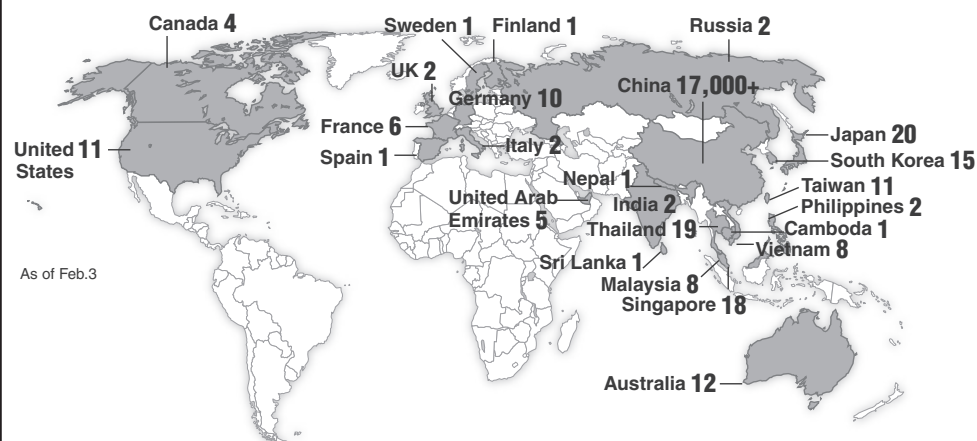 Canada 4
Sweden 1
Finland 1
Russia 2
UK 2
Germany 10
China 17,000+
France 6
Italy 2
Spain 1
United 11
States
Japan 20
South Korea 15
Nepal 1
India 2
Taiwan 11
Philippines 2
United Arab
Emirates 5
Thailand 19
Camboda 1
Vietnam 8
Sri Lanka 1
Malaysia 8
Singapore 18
As of Feb.3
Australia 12